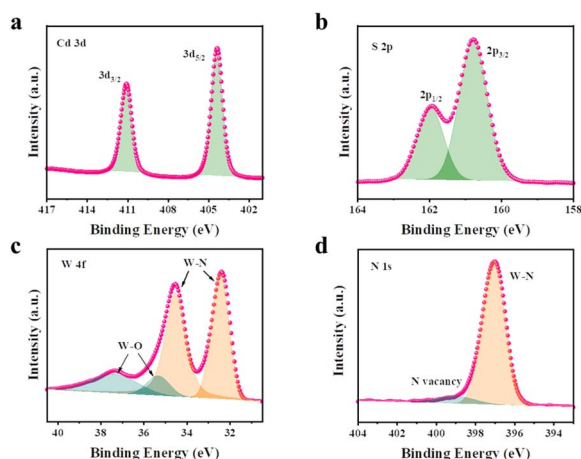 a
Cd 3d
3d3/2
3d5/2
Intensity (a.u.)
417 414 411 408 405 402
Binding Energy (eV)
b
S 2p
2p3/2
2p1/2
Intensity (a.u.)
164 162 160 158
Binding Energy (eV)
c
W 4f
W-N
W-O
Intensity (a.u.)
40 38 36 34 32
Binding Energy (eV)
d
N 1s
W-N
N vacancy
Intensity (a.u.)
404 402 400 398 396 394
Binding Energy (eV)